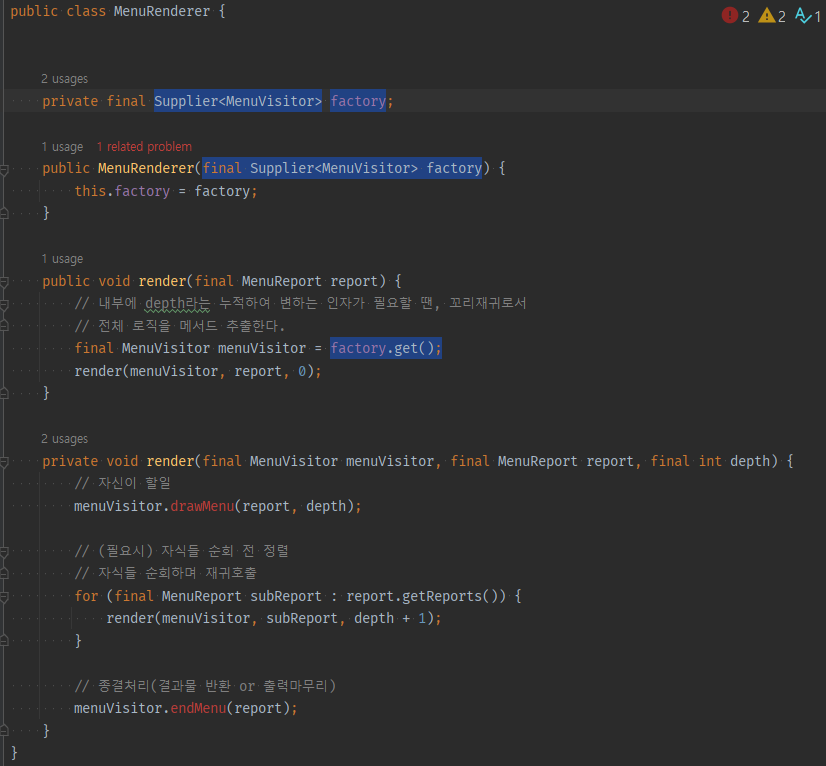 public class MenuRenderer {
2 2 1
2 usages
private final Supplier<MenuVisitor> factory;
1 usage 1 related problem
public MenuRenderer(final Supplier<MenuVisitor> factory) {
this.factory = factory;
}
1 usage
public void render(final MenuReport report) {
// 내부에 depth라는 누적하여 변하는 인자가 필요할 땐, 꼬리재귀로서
// 전체 로직을 메서드 추출한다.
final MenuVisitor menuVisitor = factory.get();
render(menuVisitor, report, 0);
}
2 usages
private void render(final MenuVisitor menuVisitor, final MenuReport report, final int depth) {
// 자신이 할일
menuVisitor.drawMenu(report, depth);
// (필요시) 자식들 순회 전 정렬
// 자식들 순회하며 재귀호출
for (final MenuReport subReport : report.getReports()) {
render(menuVisitor, subReport, depth + 1);
}
// 종결처리(결과물 반환 or 출력마무리)
menuVisitor.endMenu(report);
}
}